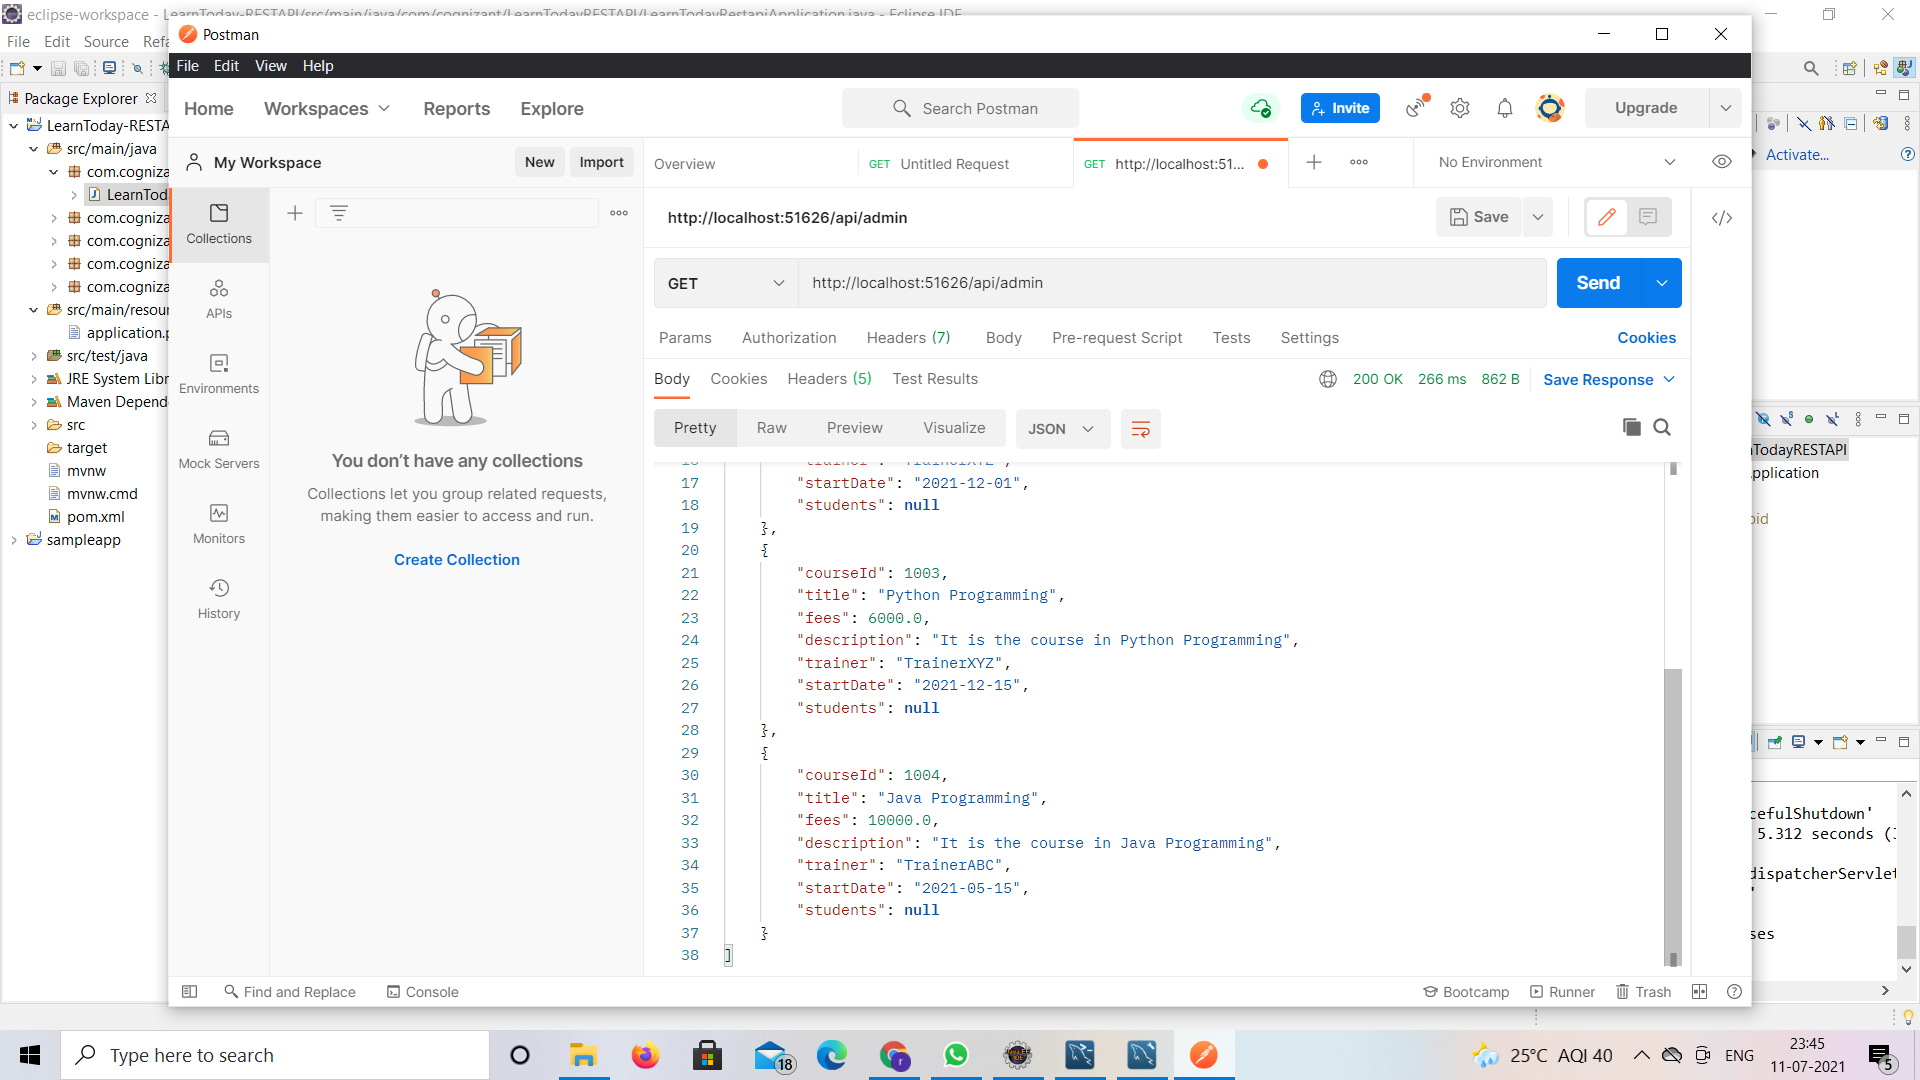 eclipse-workspace - LearnToday-RESTAPI/src/main/java/com/cognizant/LearnTodayRESTAPI/LearnTodayRestapiApplication.java - Eclipse IDE
File Edit Source Refa
Package Explorer
LearnToday-RESTA
src/main/java
com.cogniza
LearnTod
com.cogniza
com.cogniza
com.cogniza
com.cogniza
src/main/resour
application.p
src/test/java
JRE System Libr
Maven Depend
src
target
mvnw
mvnw.cmd
pom.xml
sampleapp
Postman
File Edit View Help
Home Workspaces Reports Explore
Search Postman
Invite
Upgrade
My Workspace New Import
Overview GET Untitled Request GET http://localhost:51... No Environment
Collections
APIs
Environments
Mock Servers
Monitors
History
You don’t have any collections
Collections let you group related requests,
making them easier to access and run.
Create Collection
http://localhost:51626/api/admin Save
GET http://localhost:51626/api/admin Send
Params Authorization Headers (7) Body Pre-request Script Tests Settings Cookies
Body Cookies Headers (5) Test Results 200 OK 266 ms 862 B Save Response
Pretty Raw Preview Visualize JSON
16 "trainer": "TrainerXYZ",
17 "startDate": "2021-12-01",
18 "students": null
19 },
20 {
21 "courseId": 1003,
22 "title": "Python Programming",
23 "fees": 6000.0,
24 "description": "It is the course in Python Programming",
25 "trainer": "TrainerXYZ",
26 "startDate": "2021-12-15",
27 "students": null
28 },
29 {
30 "courseId": 1004,
31 "title": "Java Programming",
32 "fees": 10000.0,
33 "description": "It is the course in Java Programming",
34 "trainer": "TrainerABC",
35 "startDate": "2021-05-15",
36 "students": null
37 }
38 ]
Find and Replace Console Bootcamp Runner Trash
Activate...
nTodayRESTAPI
pplication
oid
cefulShutdown'
5.312 seconds (J
dispatcherServlet
'
ses
Type here to search
18
25°C AQI 40 ENG
23:45
11-07-2021
5